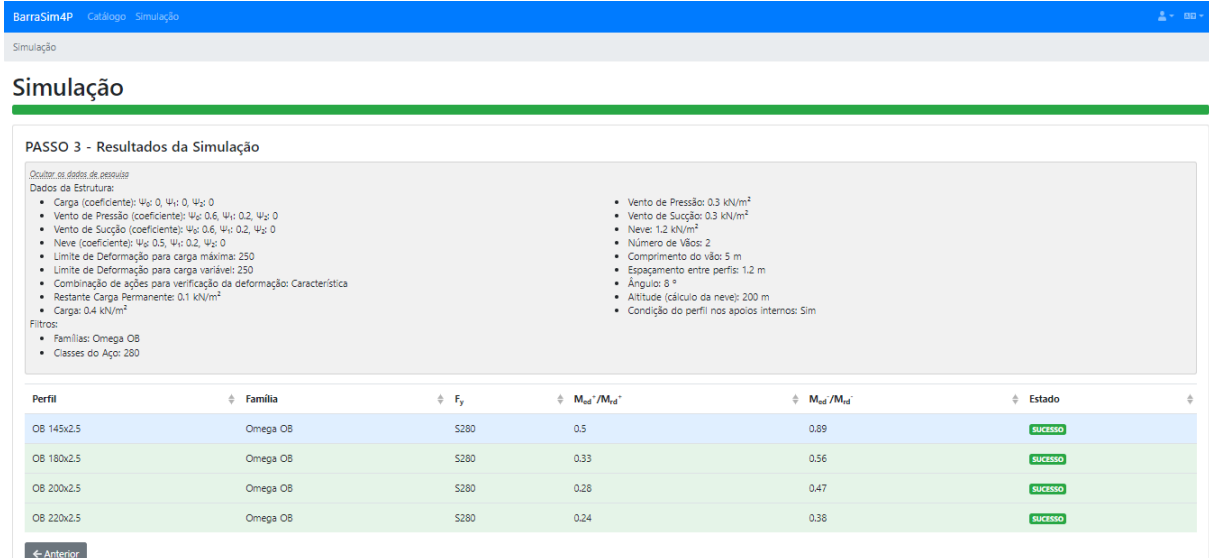 BarraSim4P Catálogo Simulação
Simulação
Simulação
PASSO 3 - Resultados da Simulação
Ocultar os dados de pesquisa
Dados da Estrutura:
• Carga (coeficiente): Ψ₀: 0, Ψ₁: 0, Ψ₂: 0
• Vento de Pressão (coeficiente): Ψ₀: 0.6, Ψ₁: 0.2, Ψ₂: 0
• Vento de Sucção (coeficiente): Ψ₀: 0.6, Ψ₁: 0.2, Ψ₂: 0
• Neve (coeficiente): Ψ₀: 0.5, Ψ₁: 0.2, Ψ₂: 0
• Limite de Deformação para carga máxima: 250
• Limite de Deformação para carga variável: 250
• Combinação de ações para verificação da deformação: Característica
• Restante Carga Permanente: 0.1 kN/m²
• Carga: 0.4 kN/m²
• Vento de Pressão: 0.3 kN/m²
• Vento de Sucção: 0.3 kN/m²
• Neve: 1.2 kN/m²
• Número de Vãos: 2
• Comprimento do vão: 5 m
• Espaçamento entre perfis: 1.2 m
• Ângulo: 8 º
• Altitude (cálculo da neve): 200 m
• Condição do perfil nos apoios internos: Sim
Filtros:
• Famílias: Omega OB
• Classes do Aço: 280
Perfil Família Fy Med⁺/Mrd⁺ Med⁻/Mrd⁻ Estado
OB 145x2.5 Omega OB S280 0.5 0.89 SUCESSO
OB 180x2.5 Omega OB S280 0.33 0.56 SUCESSO
OB 200x2.5 Omega OB S280 0.28 0.47 SUCESSO
OB 220x2.5 Omega OB S280 0.24 0.38 SUCESSO
← Anterior